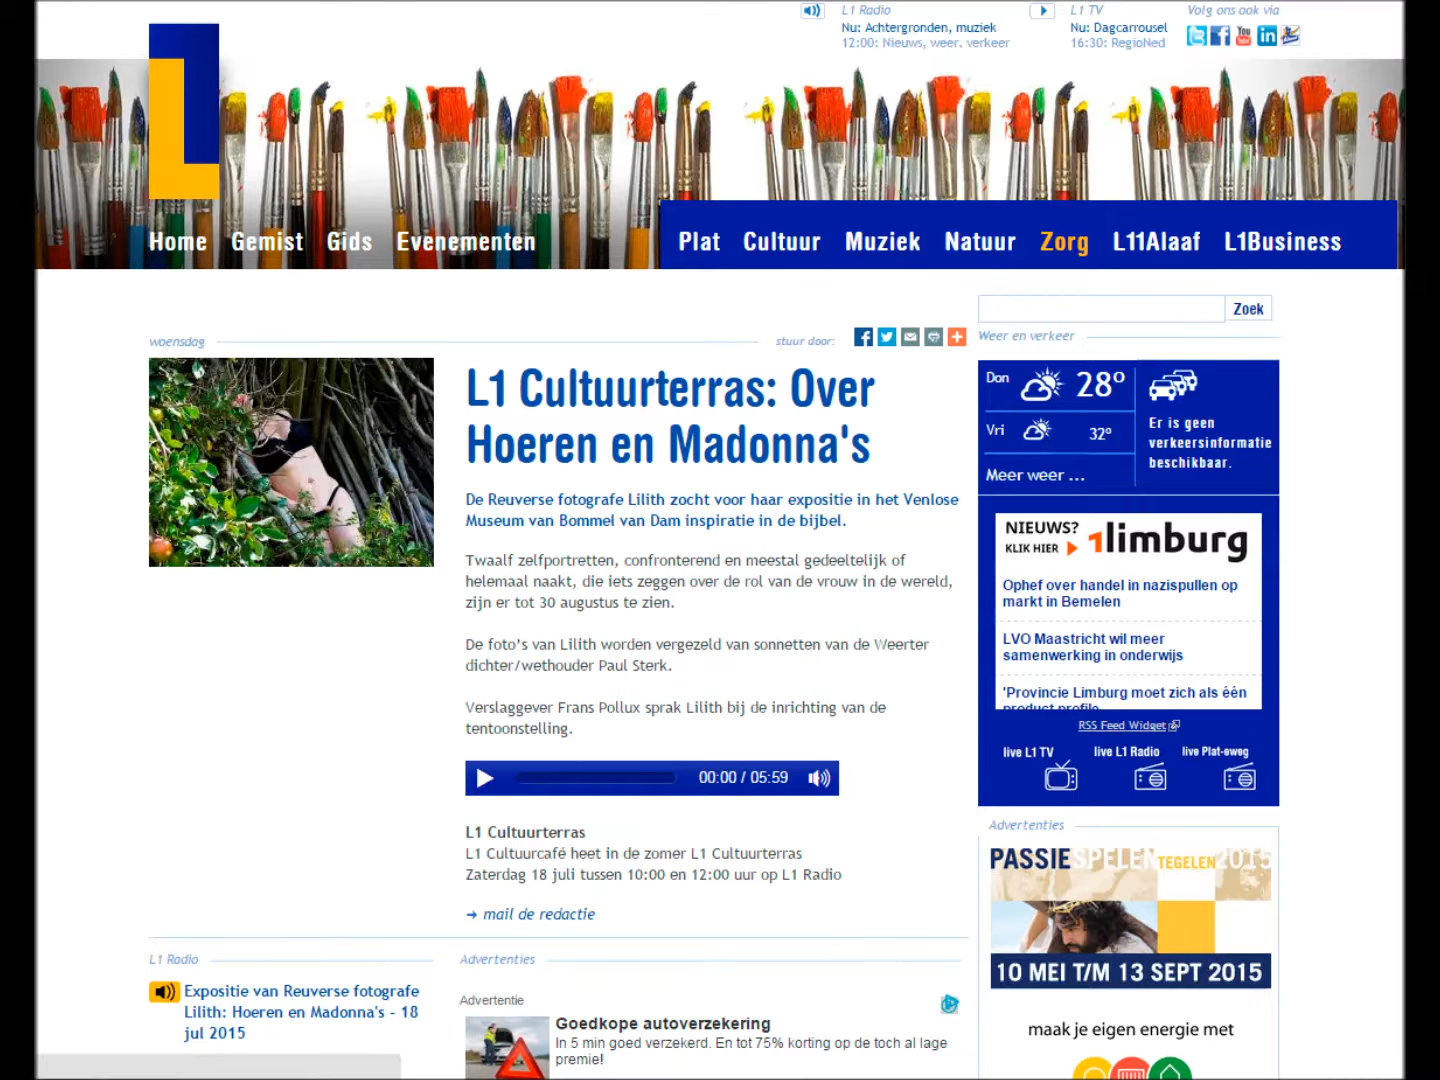 L1 Radio
Nu: Achtergronden, muziek
12:00: Nieuws, weer, verkeer
L1 TV
Nu: Dagcarrousel
16:30: RegioNed
Volg ons ook via
Home Gemist Gids Evenementen
Plat Cultuur Muziek Natuur Zorg L11Alaaf L1Business
Zoek
woensdag
stuur door:
L1 Cultuurterras: Over
Hoeren en Madonna's
De Reuverse fotografe Lilith zocht voor haar expositie in het Venlose
Museum van Bommel van Dam inspiratie in de bijbel.
Twaalf zelfportretten, confronterend en meestal gedeeltelijk of
helemaal naakt, die iets zeggen over de rol van de vrouw in de wereld,
zijn er tot 30 augustus te zien.
De foto's van Lilith worden vergezeld van sonnetten van de Weerter
dichter/wethouder Paul Sterk.
Verslaggever Frans Pollux sprak Lilith bij de inrichting van de
tentoonstelling.
00:00 / 05:59
L1 Cultuurterras
L1 Cultuurcafé heet in de zomer L1 Cultuurterras
Zaterdag 18 juli tussen 10:00 en 12:00 uur op L1 Radio
→ mail de redactie
Weer en verkeer
Don 28º
Vri 32º
Meer weer ...
Er is geen
verkeersinformatie
beschikbaar.
NIEUWS?
KLIK HIER
1limburg
Ophef over handel in nazispullen op
markt in Bemelen
LVO Maastricht wil meer
samenwerking in onderwijs
'Provincie Limburg moet zich als één
product profile
RSS Feed Widget
live L1 TV
live L1 Radio
live Plat-eweg
Advertenties
PASSIESPELEN TEGELEN 2015
10 MEI T/M 13 SEPT 2015
maak je eigen energie met
L1 Radio
Expositie van Reuverse fotografe
Lilith: Hoeren en Madonna's - 18
jul 2015
Advertenties
Advertentie
Goedkope autoverzekering
In 5 min goed verzekerd. En tot 75% korting op de toch al lage
premie!